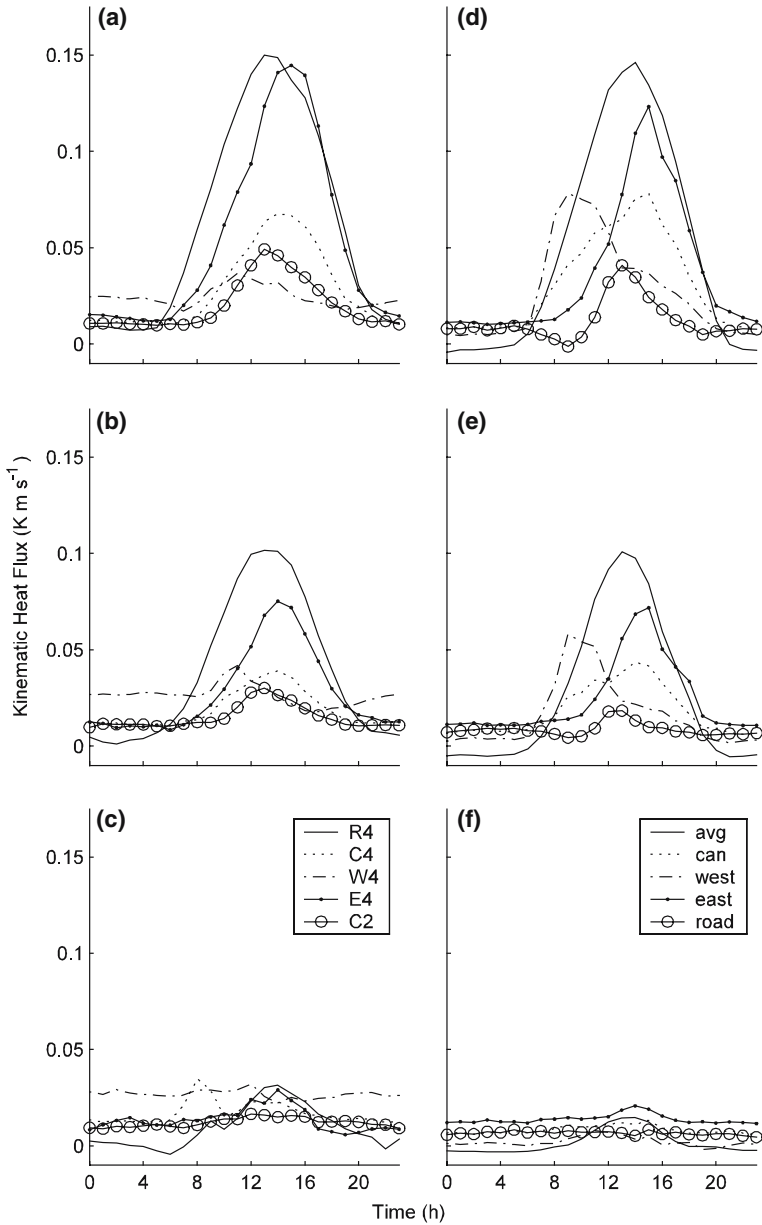 (a)
(d)
0.15
0.1
0.05
0
(b)
(e)
0.15
0.1
0.05
0
Kinematic Heat Flux (K m s⁻¹)
(c)
(f)
R4
C4
W4
E4
C2
avg
can
west
east
road
0.15
0.1
0.05
0
0 4 8 12 16 20
0 4 8 12 16 20
Time (h)